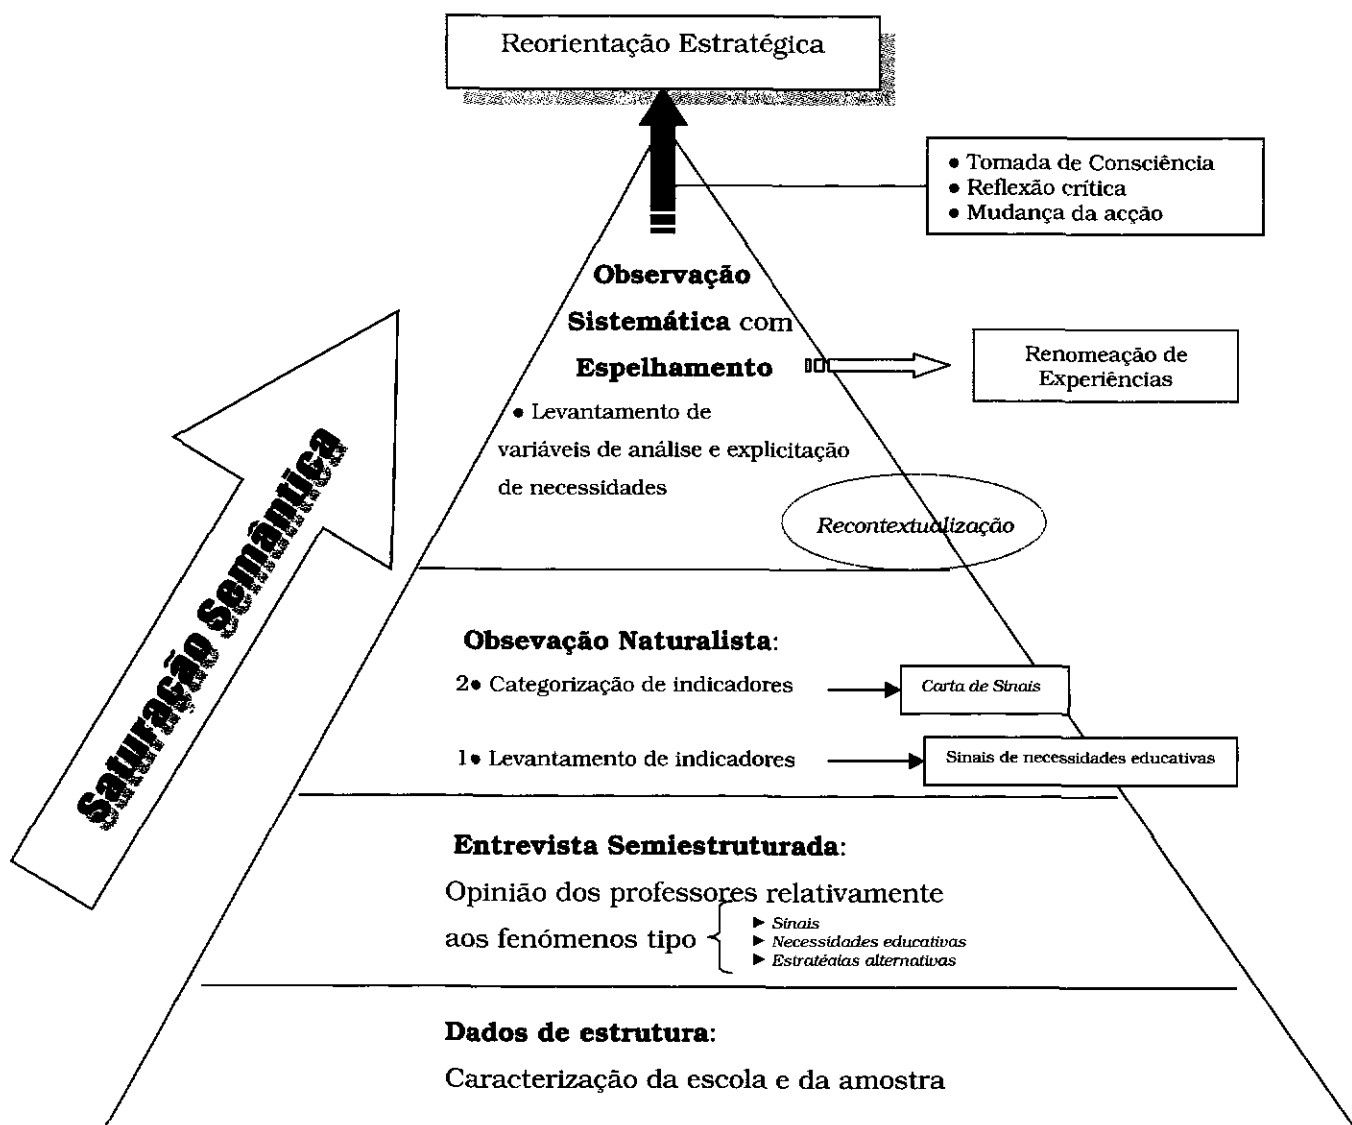 Reorientação Estratégica
● Tomada de Consciência
● Reflexão crítica
● Mudança da acção
Observação
Sistemática com
Espelhamento
Renomeação de
Experiências
● Levantamento de
variáveis de análise e explicitação
de necessidades
Recontextualização
Saturação Semântica
Obsevação Naturalista:
2● Categorização de indicadores
Carta de Sinais
1● Levantamento de indicadores
Sinais de necessidades educativas
Entrevista Semiestruturada:
Opinião dos professores relativamente
aos fenómenos tipo
► Sinais
► Necessidades educativas
► Estratégias alternativas
Dados de estrutura:
Caracterização da escola e da amostra